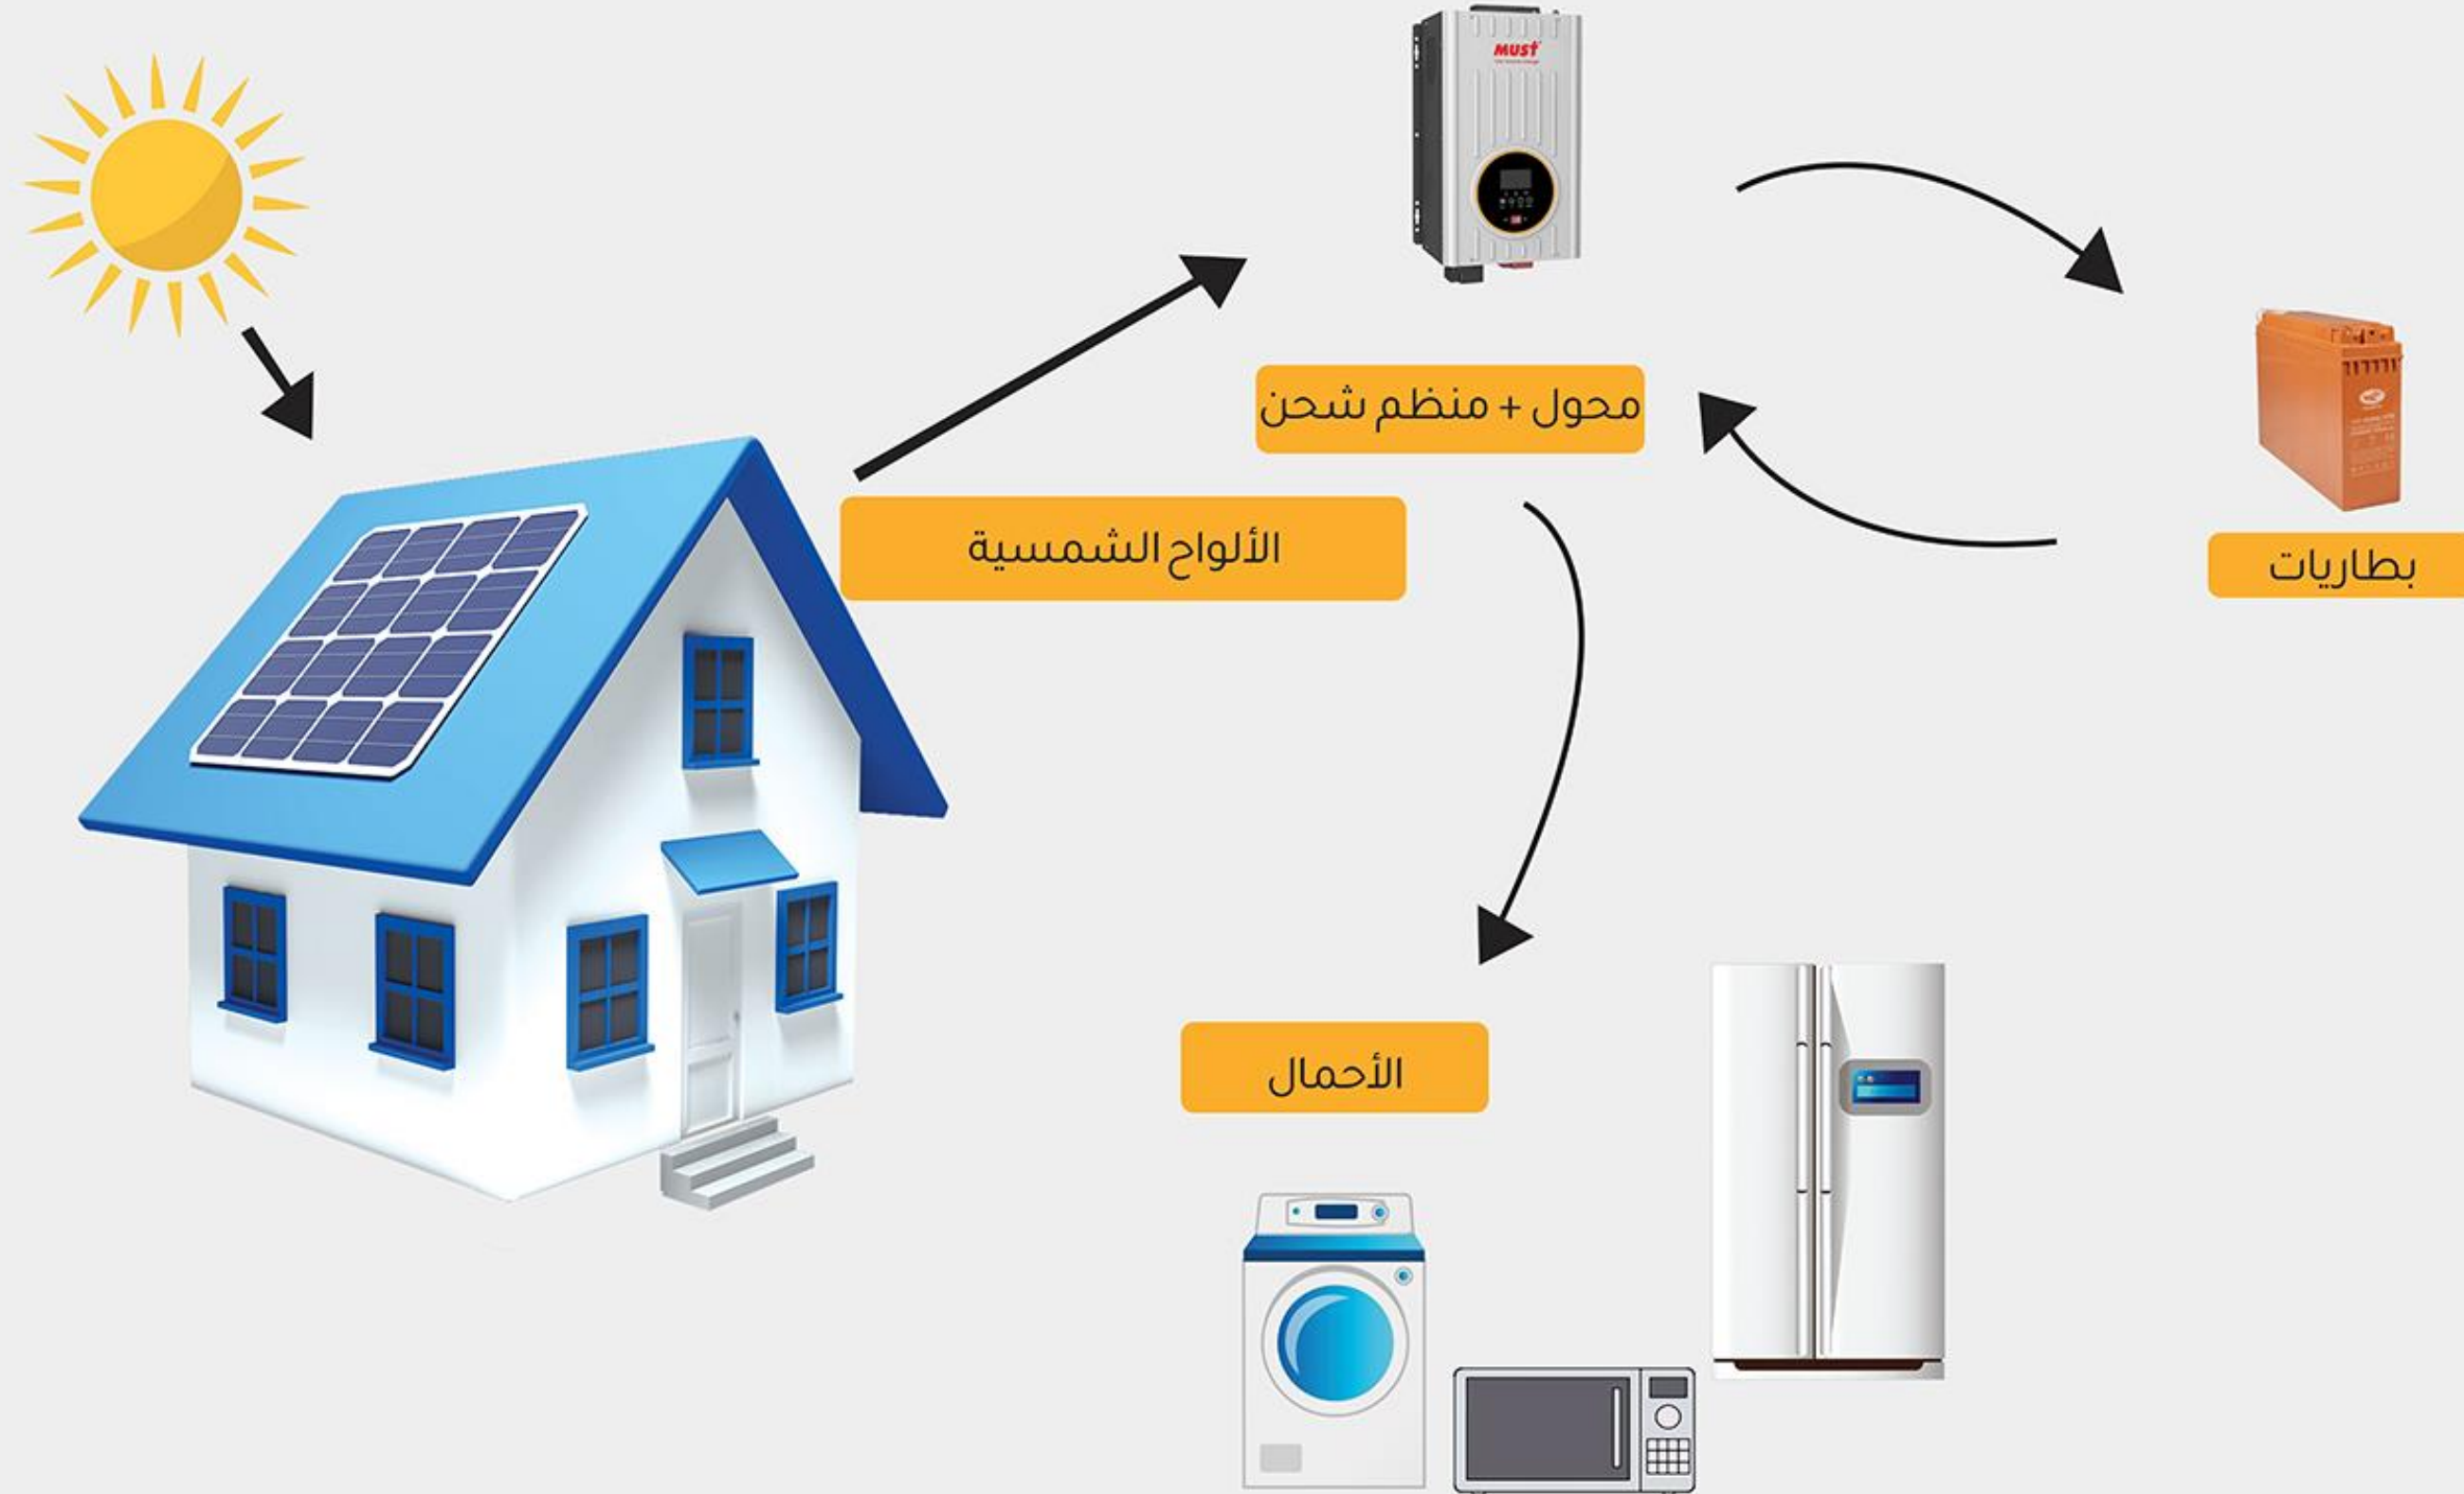 MUST
محول + منظم شحن
الألواح الشمسية
بطاريات
الأحمال